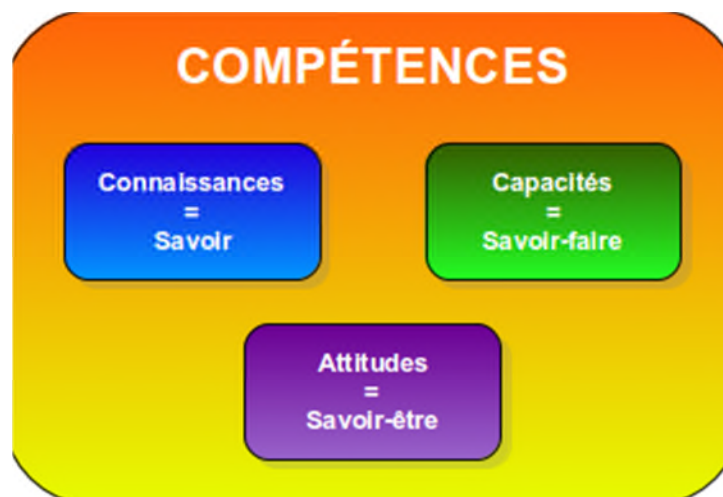 COMPÉTENCES
Connaissances
=
Savoir
Capacités
=
Savoir-faire
Attitudes
=
Savoir-être